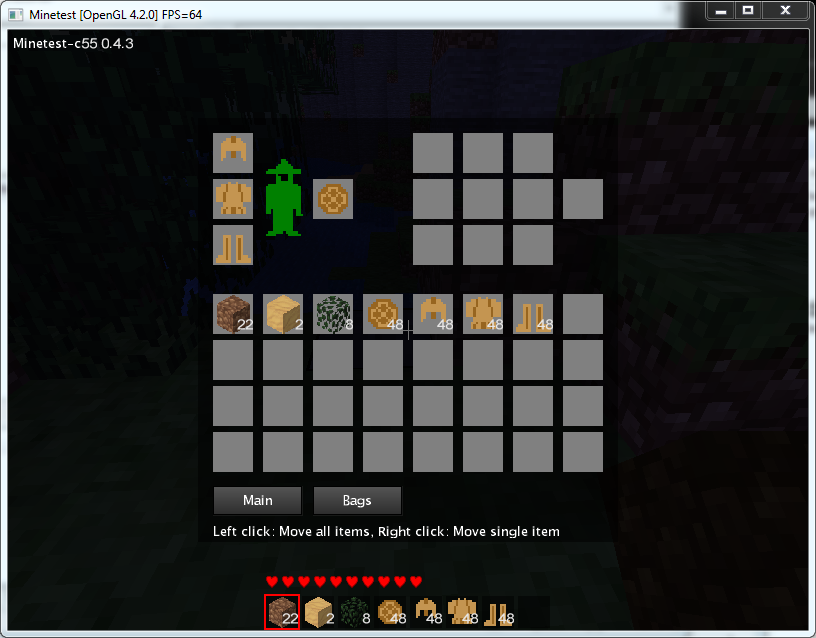 Minetest [OpenGL 4.2.0] FPS=64
Minetest-c55 0.4.3
22 2 8 48 48 48 48
Main Bags
Left click: Move all items, Right click: Move single item
22 2 8 48 48 48 48